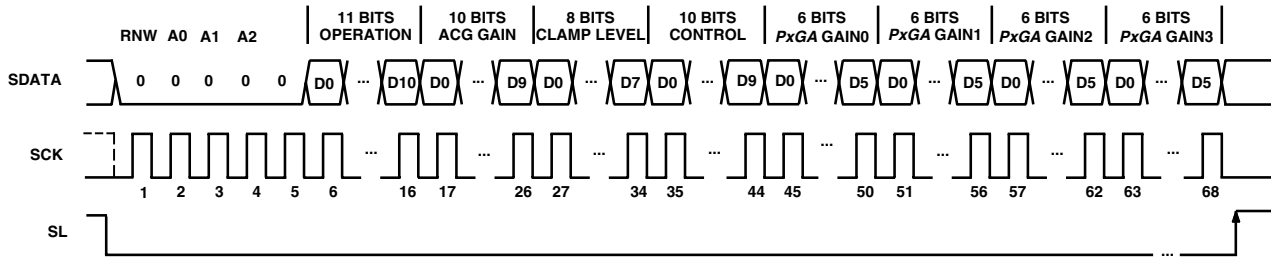 11 BITS 10 BITS 8 BITS 10 BITS 6 BITS 6 BITS 6 BITS 6 BITS
RNW A0 A1 A2 OPERATION ACG GAIN CLAMP LEVEL CONTROL PxGA GAIN0 PxGA GAIN1 PxGA GAIN2 PxGA GAIN3
SDATA 0 0 0 0 0 D0 ... D10 D0 ... D9 D0 ... D7 D0 ... D9 D0 ... D5 D0 ... D5 D0 ... D5 D0 ... D5
SCK ... ... ... ... ... ... ... ...
1 2 3 4 5 6 16 17 26 27 34 35 44 45 50 51 56 57 62 63 68
SL ...